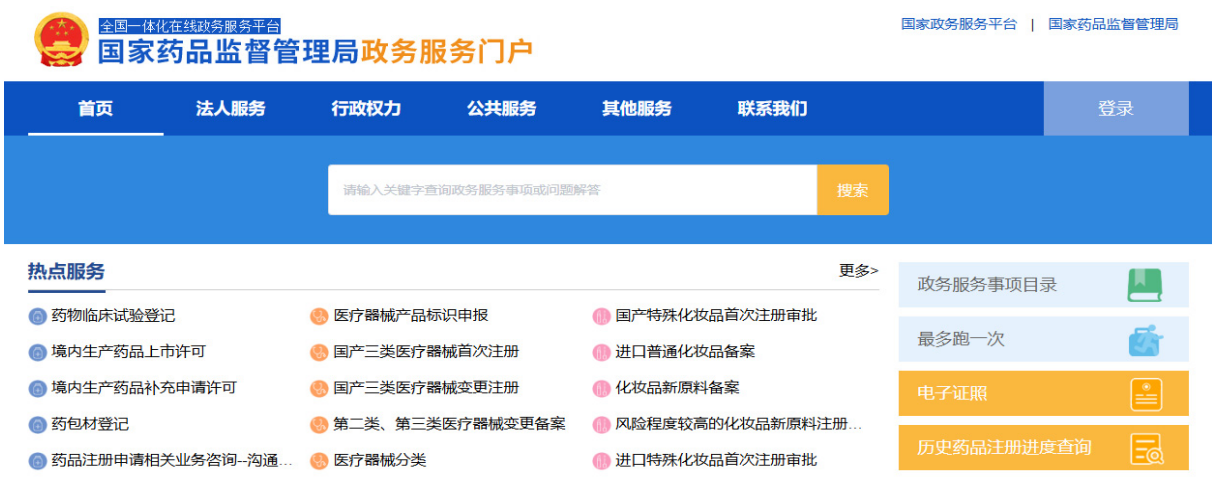 全国一体化在线政务服务平台
国家药品监督管理局政务服务门户
国家政务服务平台 | 国家药品监督管理局
首页 法人服务 行政权力 公共服务 其他服务 联系我们 登录
请输入关键字查询政务服务事项或问题解答 搜索
热点服务 更多>
药物临床试验登记 医疗器械产品标识申报 国产特殊化妆品首次注册审批
境内生产药品上市许可 国产三类医疗器械首次注册 进口普通化妆品备案
境内生产药品补充申请许可 国产三类医疗器械变更注册 化妆品新原料备案
药包材登记 第二类、第三类医疗器械变更备案 风险程度较高的化妆品新原料注册...
药品注册申请相关业务咨询--沟通... 医疗器械分类 进口特殊化妆品首次注册审批
政务服务事项目录
最多跑一次
电子证照
历史药品注册进度查询